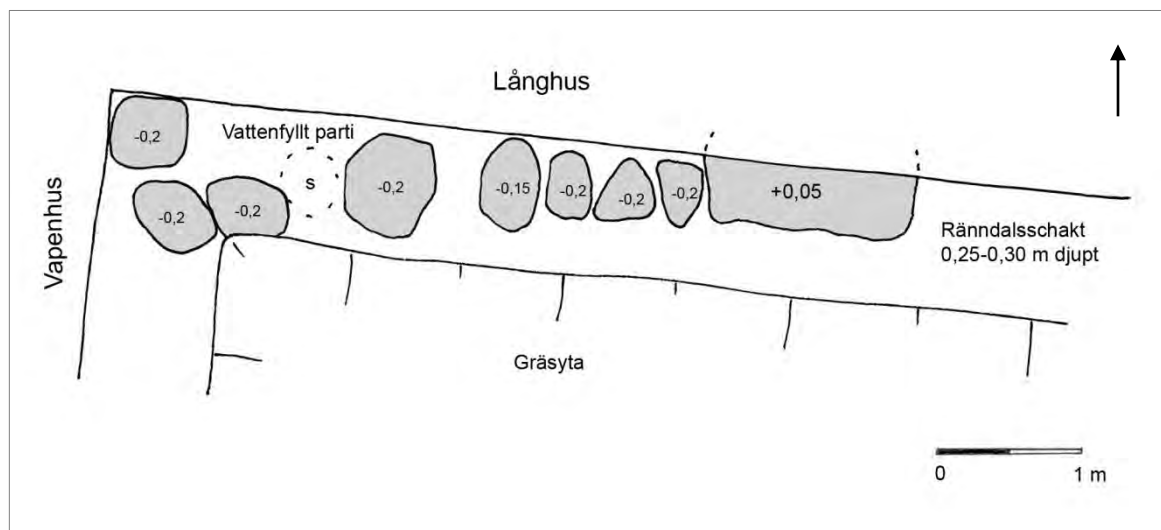 Långhus
Vapenhus
Vattenfyllt parti
s
-0,2
-0,2
-0,2
-0,2
-0,15
-0,2
-0,2
-0,2
+0,05
Ränndalsschakt
0,25-0,30 m djupt
Gräsyta
0 1 m